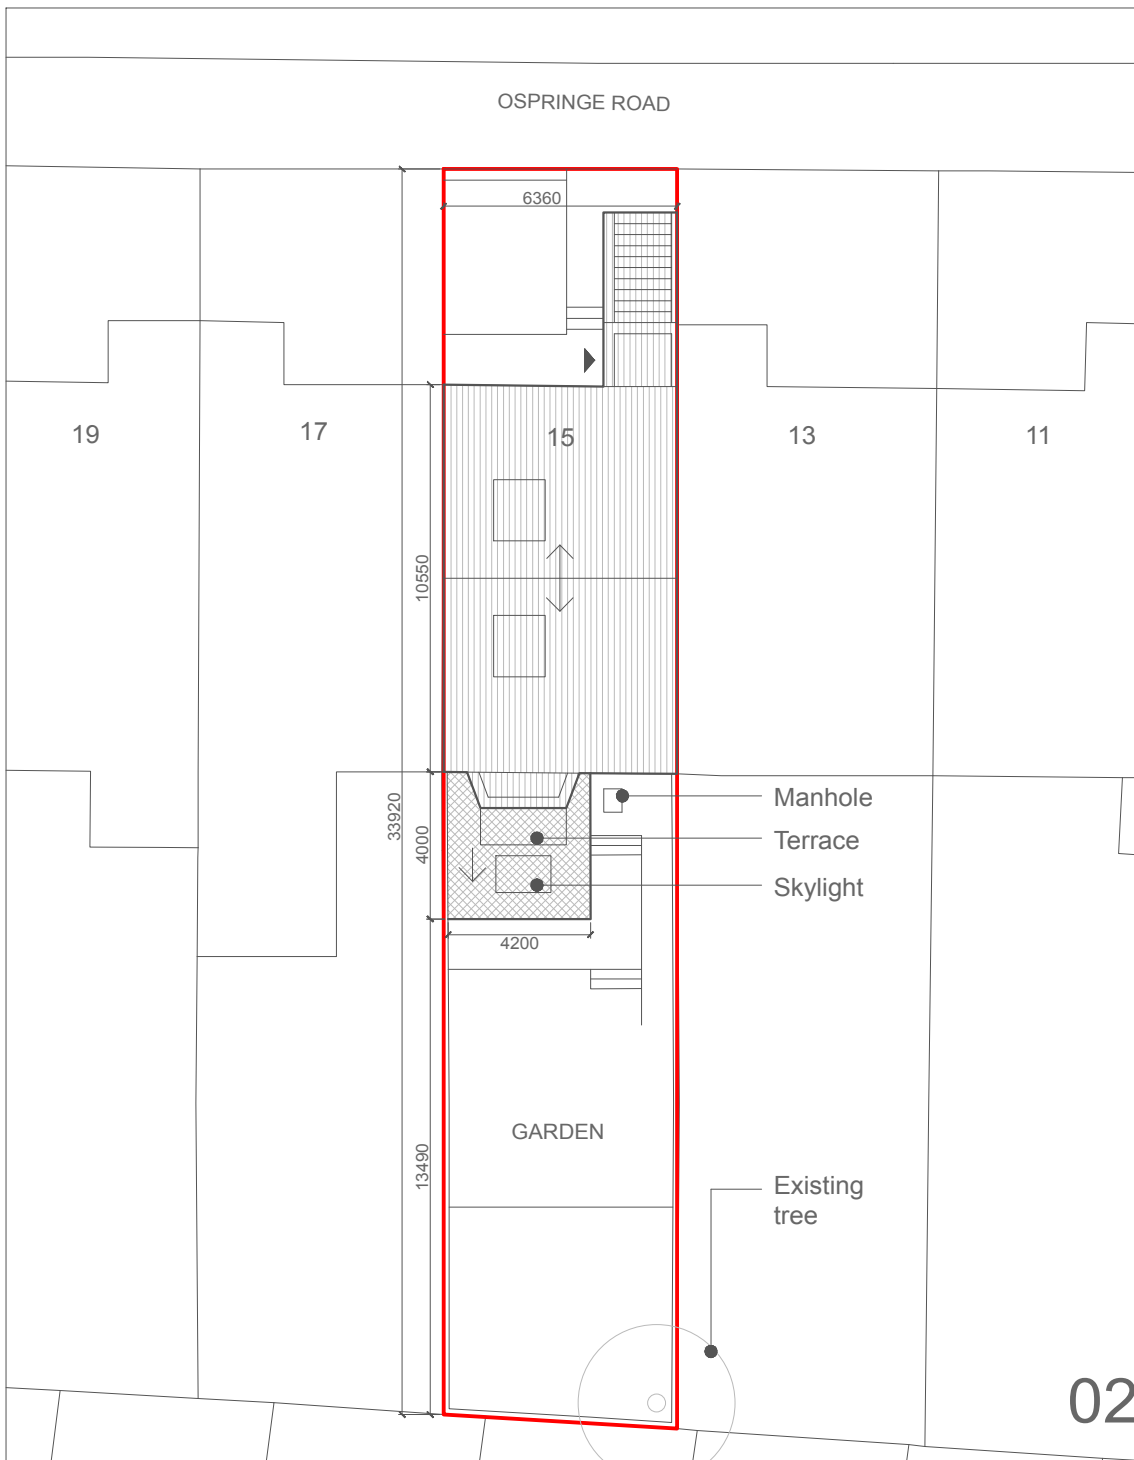 OSPRINGE ROAD
6360
19
17
15
13
11
10550
33920
4000
Manhole
Terrace
Skylight
4200
GARDEN
13490
Existing
tree
02